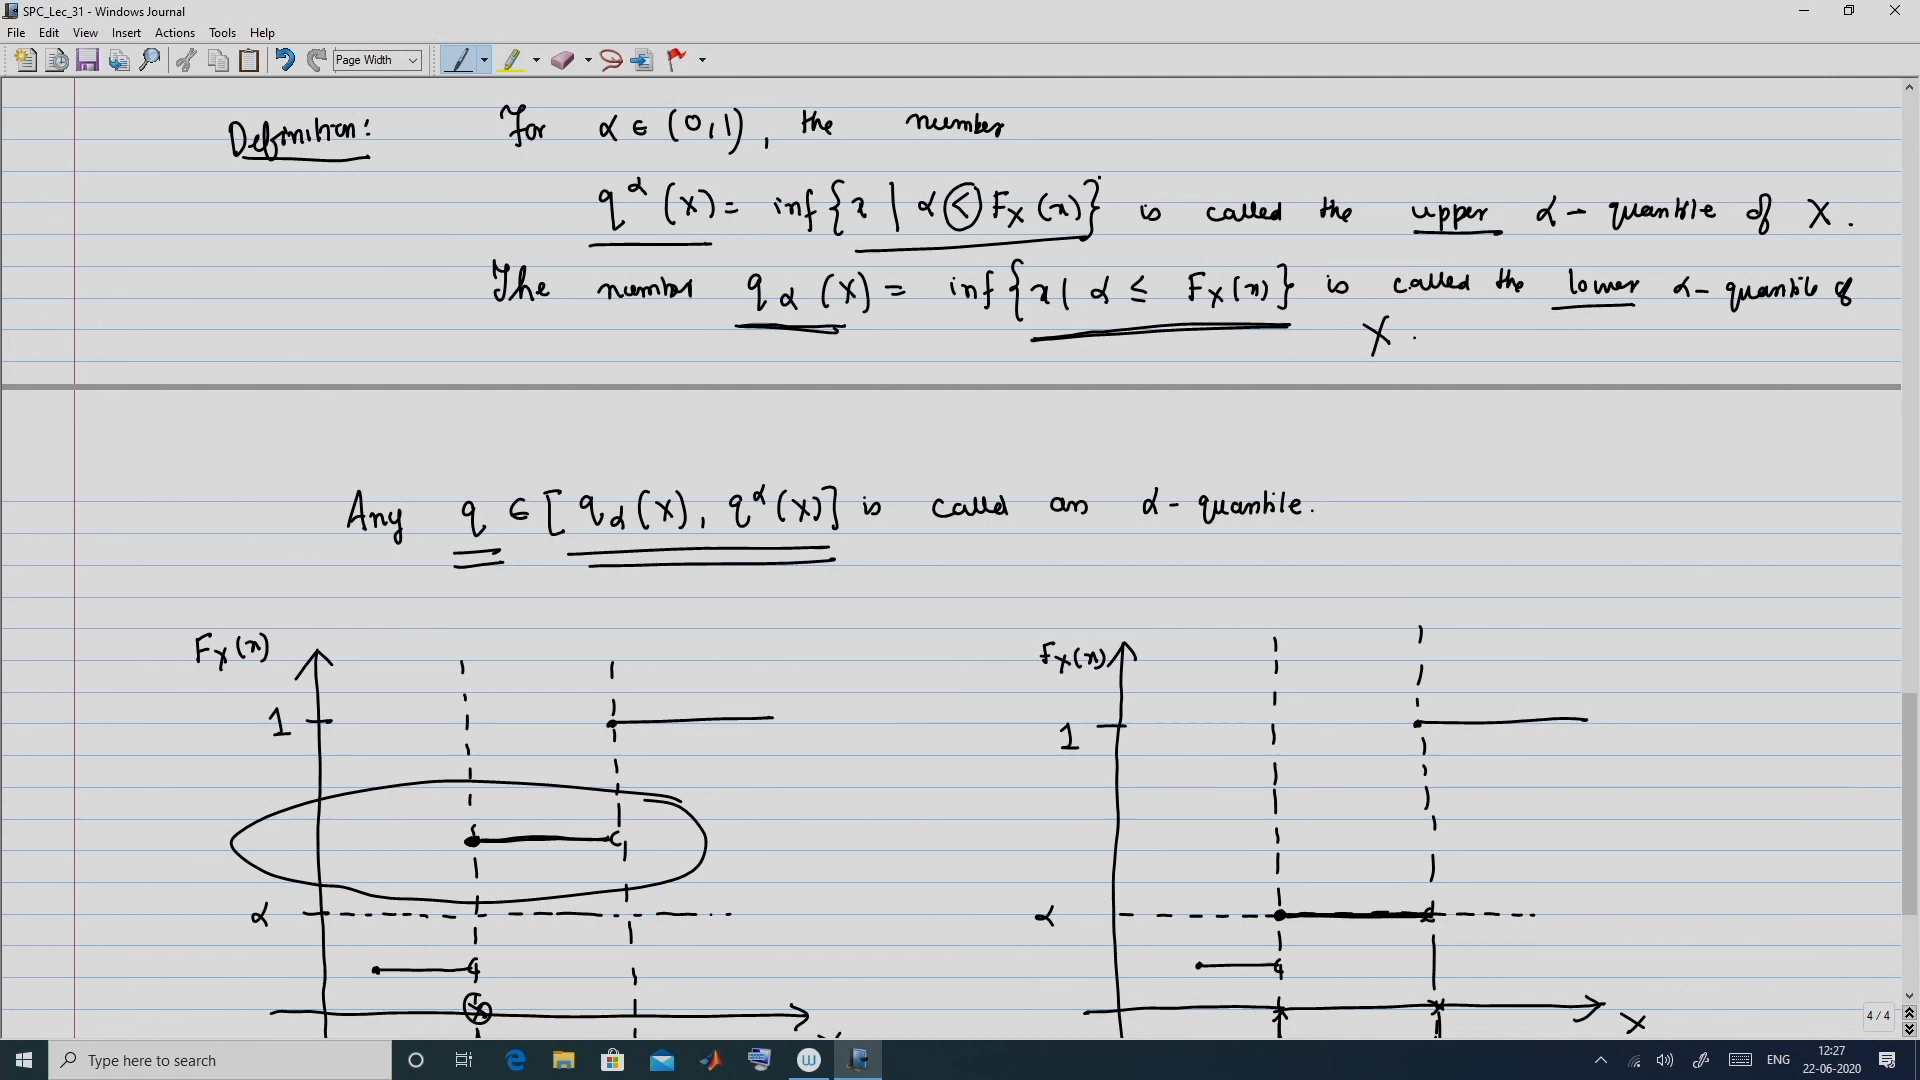 SPC_Lec_31 - Windows Journal
File Edit View Insert Actions Tools Help
Page Width
Definition: For α ∈ (0,1), the number
q^α (X) = inf{x | α < F_X (x)} is called the upper α - quantile of X.
The number q_α (X) = inf{x | α ≤ F_X (x)} is called the lower α - quantile of
X.
Any q ∈ [q_α (X), q^α (X)] is called an α - quantile.
F_X (x) F_X (x)
1 1
α α
4 / 4
X
Type here to search
ENG
12:27
22-06-2020